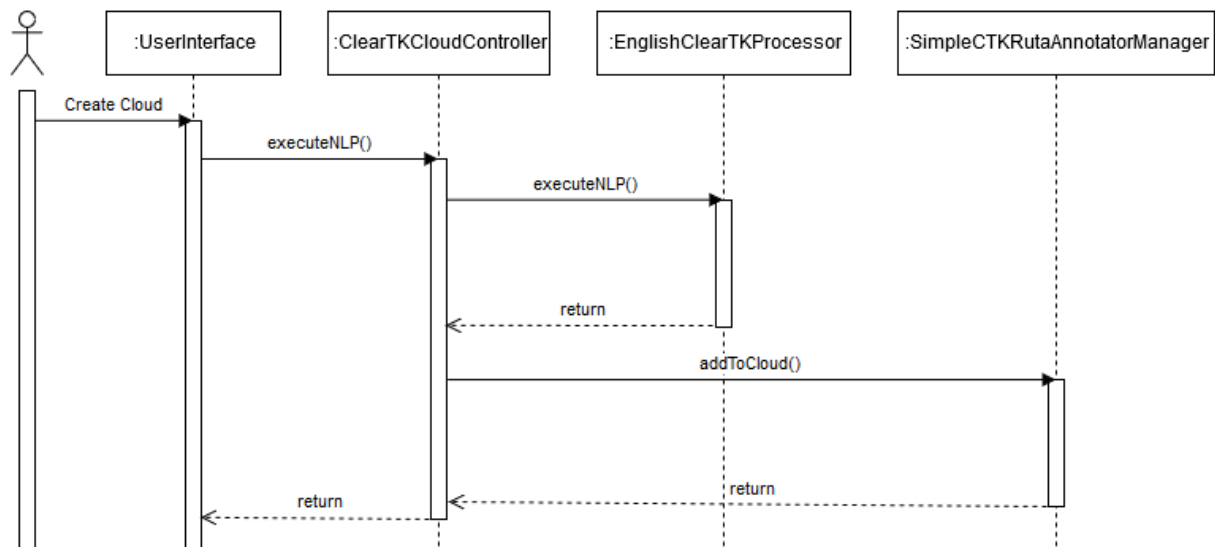 :UserInterface
:ClearTKCloudController
:EnglishClearTKProcessor
:SimpleCTKRutaAnnotatorManager
Create Cloud
executeNLP()
executeNLP()
return
addToCloud()
return
return